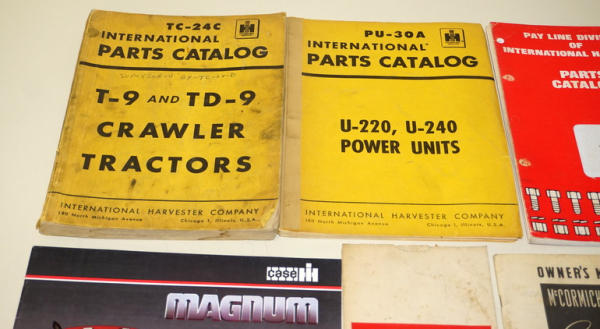 TC-24C
INTERNATIONAL
PARTS CATALOG
T-9 AND TD-9
CRAWLER
TRACTORS
INTERNATIONAL HARVESTER COMPANY
180 North Michigan Avenue Chicago 1, Illinois, U.S.A.
PU-30A
INTERNATIONAL
PARTS CATALOG
U-220, U-240
POWER UNITS
INTERNATIONAL HARVESTER COMPANY
180 North Michigan Avenue Chicago 1, Illinois, U.S.A.
PAY LINE DIVIS
OF
INTERNATIONAL HA
PARTS
CATALO
case IH
MAGNUM
OWNER'S M
McCORMICH